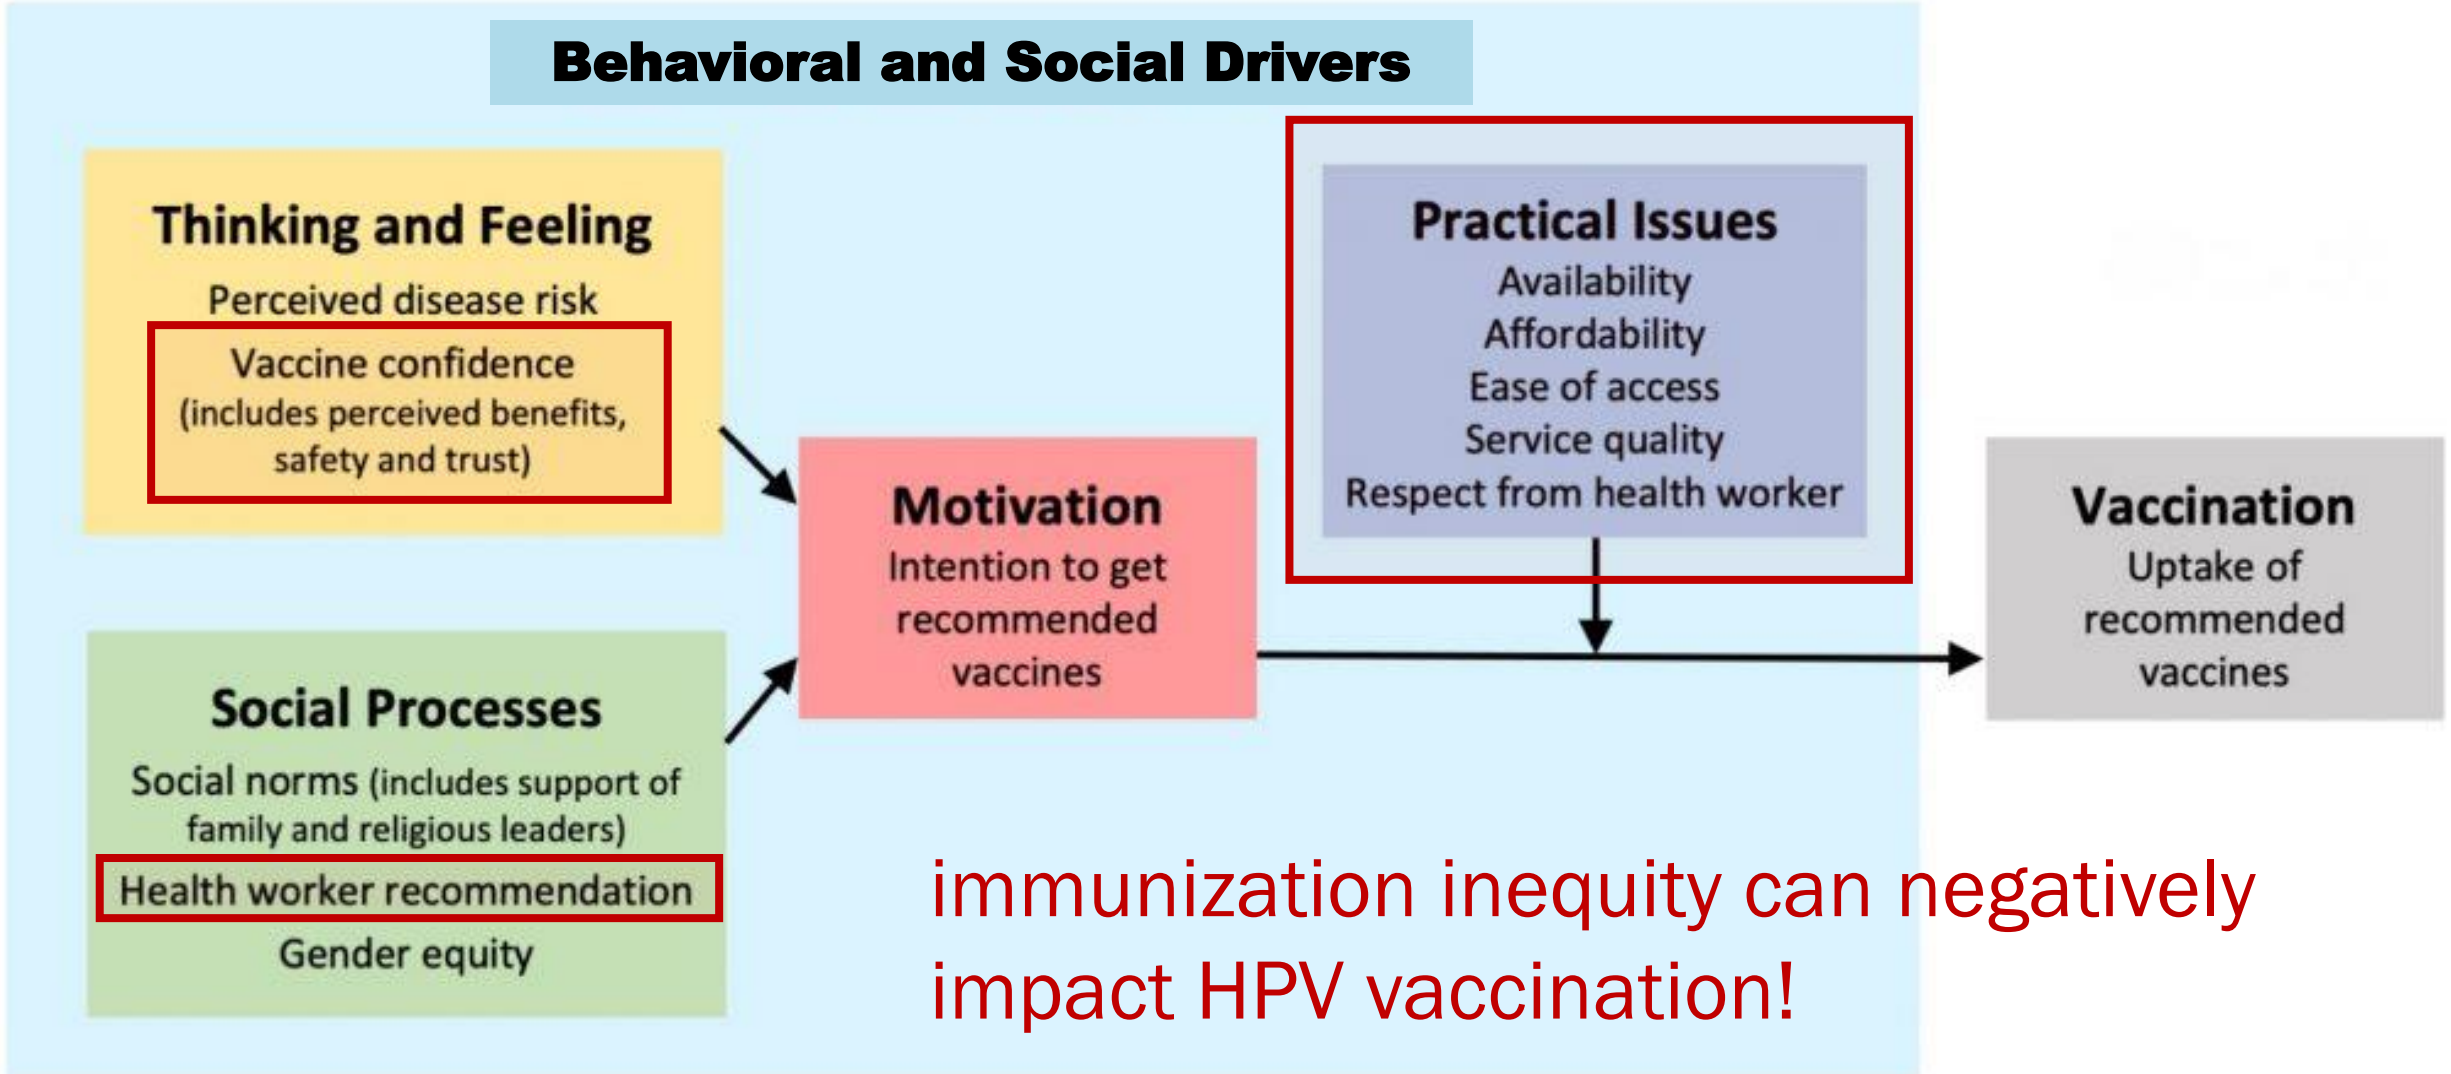 Behavioral and Social Drivers
Thinking and Feeling
Perceived disease risk
Vaccine confidence
(includes perceived benefits,
safety and trust)
Social Processes
Social norms (includes support of
family and religious leaders)
Health worker recommendation
Gender equity
Motivation
Intention to get
recommended
vaccines
Practical Issues
Availability
Affordability
Ease of access
Service quality
Respect from health worker
Vaccination
Uptake of
recommended
vaccines
immunization inequity can negatively
impact HPV vaccination!